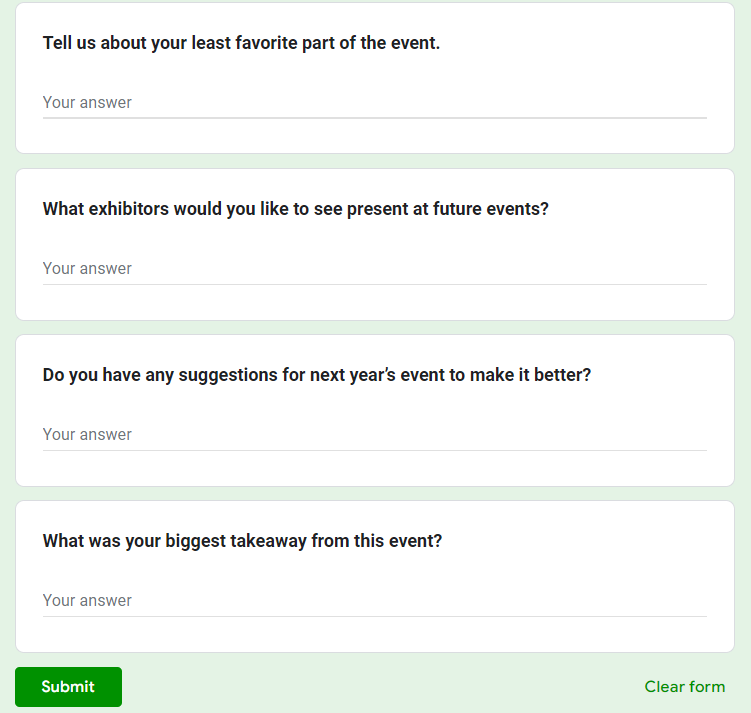 Tell us about your least favorite part of the event.
Your answer
What exhibitors would you like to see present at future events?
Your answer
Do you have any suggestions for next year’s event to make it better?
Your answer
What was your biggest takeaway from this event?
Your answer
Submit
Clear form